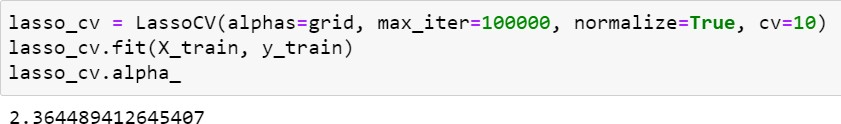 lasso_cv = LassoCV(alphas=grid, max_iter=100000, normalize=True, cv=10)
lasso_cv.fit(X_train, y_train)
lasso_cv.alpha_
2.364489412645407